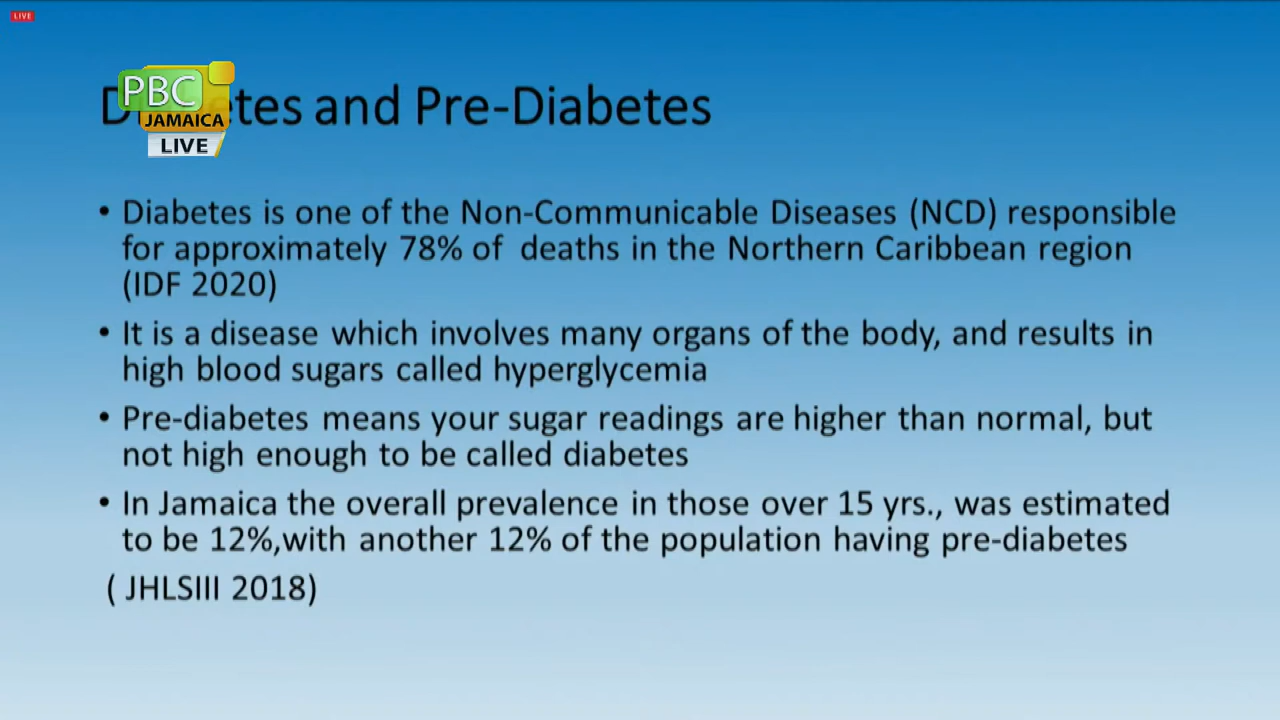 LIVE
PBC
JAMAICA
LIVE
and Pre-Diabetes
• Diabetes is one of the Non-Communicable Diseases (NCD) responsible
for approximately 78% of deaths in the Northern Caribbean region
(IDF 2020)
• It is a disease which involves many organs of the body, and results in
high blood sugars called hyperglycemia
• Pre-diabetes means your sugar readings are higher than normal, but
not high enough to be called diabetes
• In Jamaica the overall prevalence in those over 15 yrs., was estimated
to be 12%,with another 12% of the population having pre-diabetes
( JHLSIII 2018)